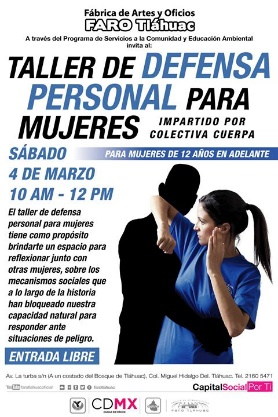 Fábrica de Artes y Oficios
FARO Tláhuac
A través del Programa de Servicios a la Comunidad y Educación Ambiental
invita al:
TALLER DE DEFENSA
PERSONAL PARA
MUJERES IMPARTIDO POR
COLECTIVA CUERPA
SÁBADO
PARA MUJERES DE 12 AÑOS EN ADELANTE
4 DE MARZO
10 AM - 12 PM
El taller de defensa
personal para mujeres
tiene como propósito
brindarte un espacio para
reflexionar junto con
otras mujeres, sobre los
mecanismos sociales que
a lo largo de la historia
han bloqueado nuestra
capacidad natural para
responder ante
situaciones de peligro.
ENTRADA LIBRE
Av. La turba s/n (A un costado del Bosque de Tláhuac), Col. Miguel Hidalgo Del. Tláhuac. Tel. 2160 5471
CapitalSocialPorTi
CDMX
CIUDAD DE MÉXICO